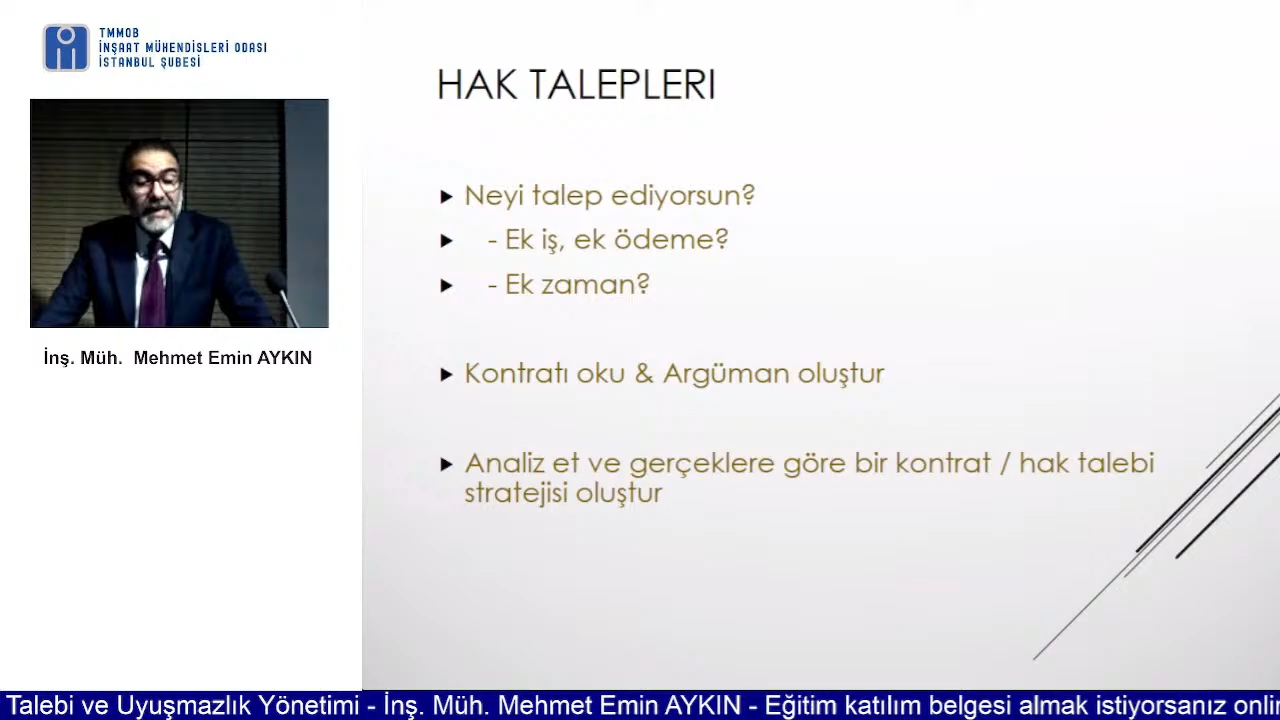 TMMOB
İNŞAAT MÜHENDİSLERİ ODASI
İSTANBUL ŞUBESİ
İnş. Müh. Mehmet Emin AYKIN
HAK TALEPLERI
Neyi talep ediyorsun?
- Ek iş, ek ödeme?
- Ek zaman?
Kontratı oku & Argüman oluştur
Analiz et ve gerçeklere göre bir kontrat / hak talebi
stratejisi oluştur
Talebi ve Uyuşmazlık Yönetimi - İnş. Müh. Mehmet Emin AYKIN - Eğitim katılım belgesi almak istiyorsanız onlin